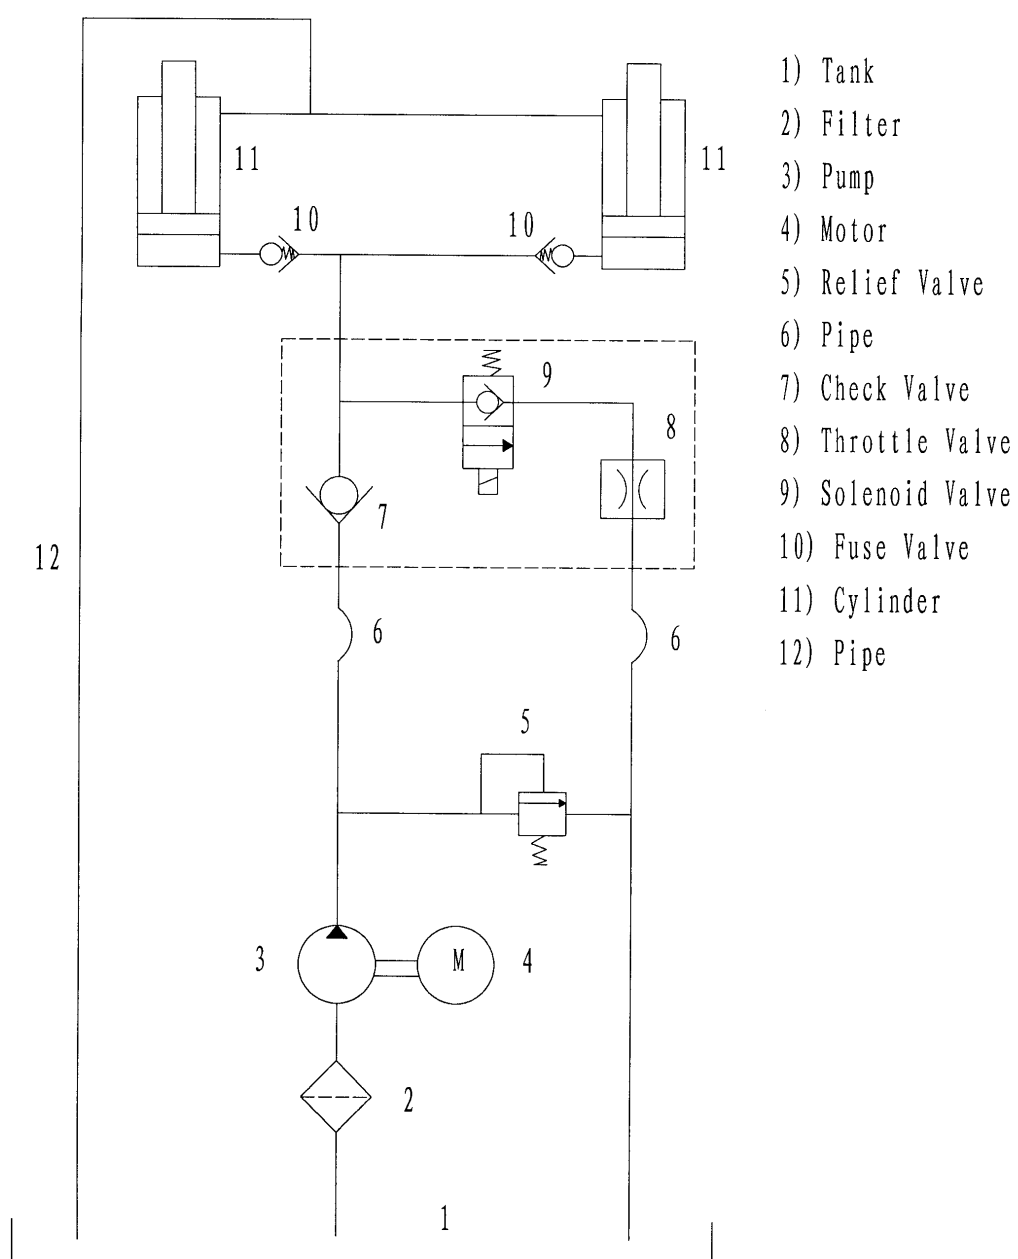 1) Tank
2) Filter
3) Pump
4) Motor
5) Relief Valve
6) Pipe
7) Check Valve
8) Throttle Valve
9) Solenoid Valve
10) Fuse Valve
11) Cylinder
12) Pipe
11
11
10
10
9
8
7
12
6
6
5
3
M
4
2
1